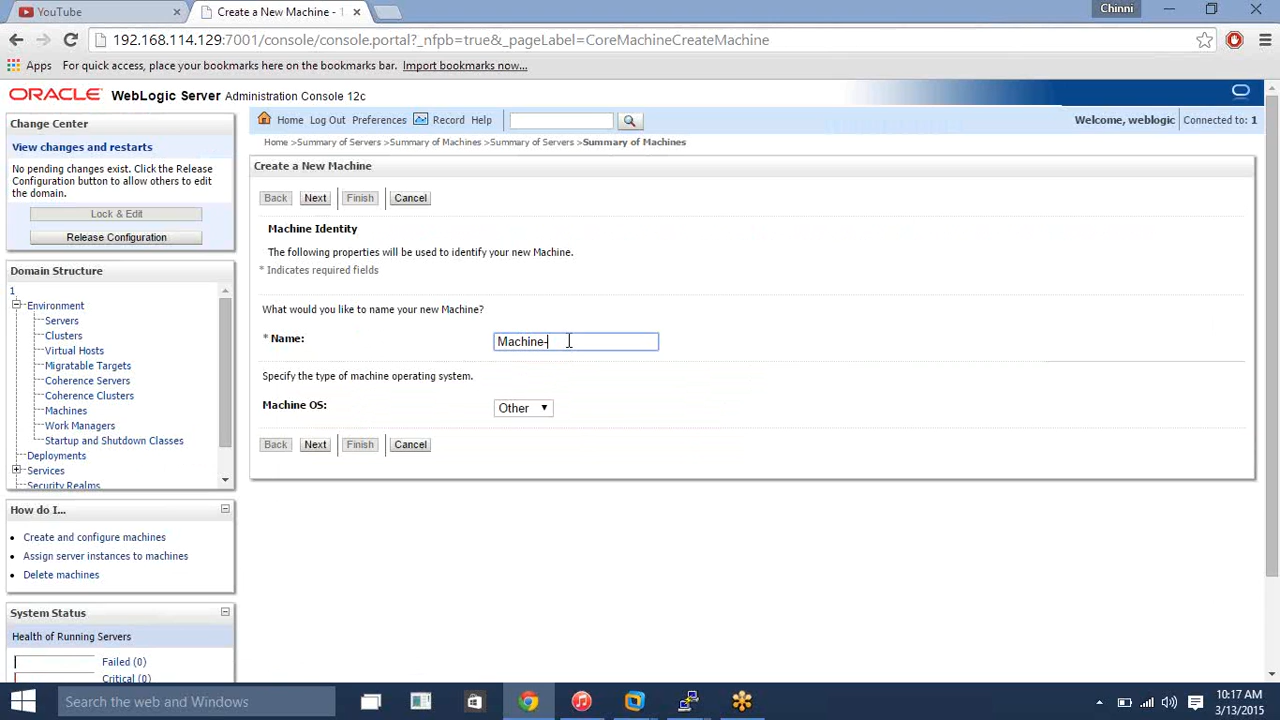 YouTube
Create a New Machine - 1
Chinni
192.168.114.129:7001/console/console.portal?_nfpb=true&_pageLabel=CoreMachineCreateMachine
Apps For quick access, place your bookmarks here on the bookmarks bar. Import bookmarks now...
ORACLE WebLogic Server Administration Console 12c
Change Center
View changes and restarts
No pending changes exist. Click the Release
Configuration button to allow others to edit
the domain.
Lock & Edit
Release Configuration
Domain Structure
1
Environment
Servers
Clusters
Virtual Hosts
Migratable Targets
Coherence Servers
Coherence Clusters
Machines
Work Managers
Startup and Shutdown Classes
Deployments
Services
Security Realms
How do I...
Create and configure machines
Assign server instances to machines
Delete machines
System Status
Health of Running Servers
Failed (0)
Critical (0)
Home Log Out Preferences Record Help
Welcome, weblogic Connected to: 1
Home >Summary of Servers >Summary of Machines >Summary of Servers >Summary of Machines
Create a New Machine
Back Next Finish Cancel
Machine Identity
The following properties will be used to identify your new Machine.
* Indicates required fields
What would you like to name your new Machine?
* Name: Machine-
Specify the type of machine operating system.
Machine OS: Other
Back Next Finish Cancel
Search the web and Windows
10:17 AM
3/13/2015